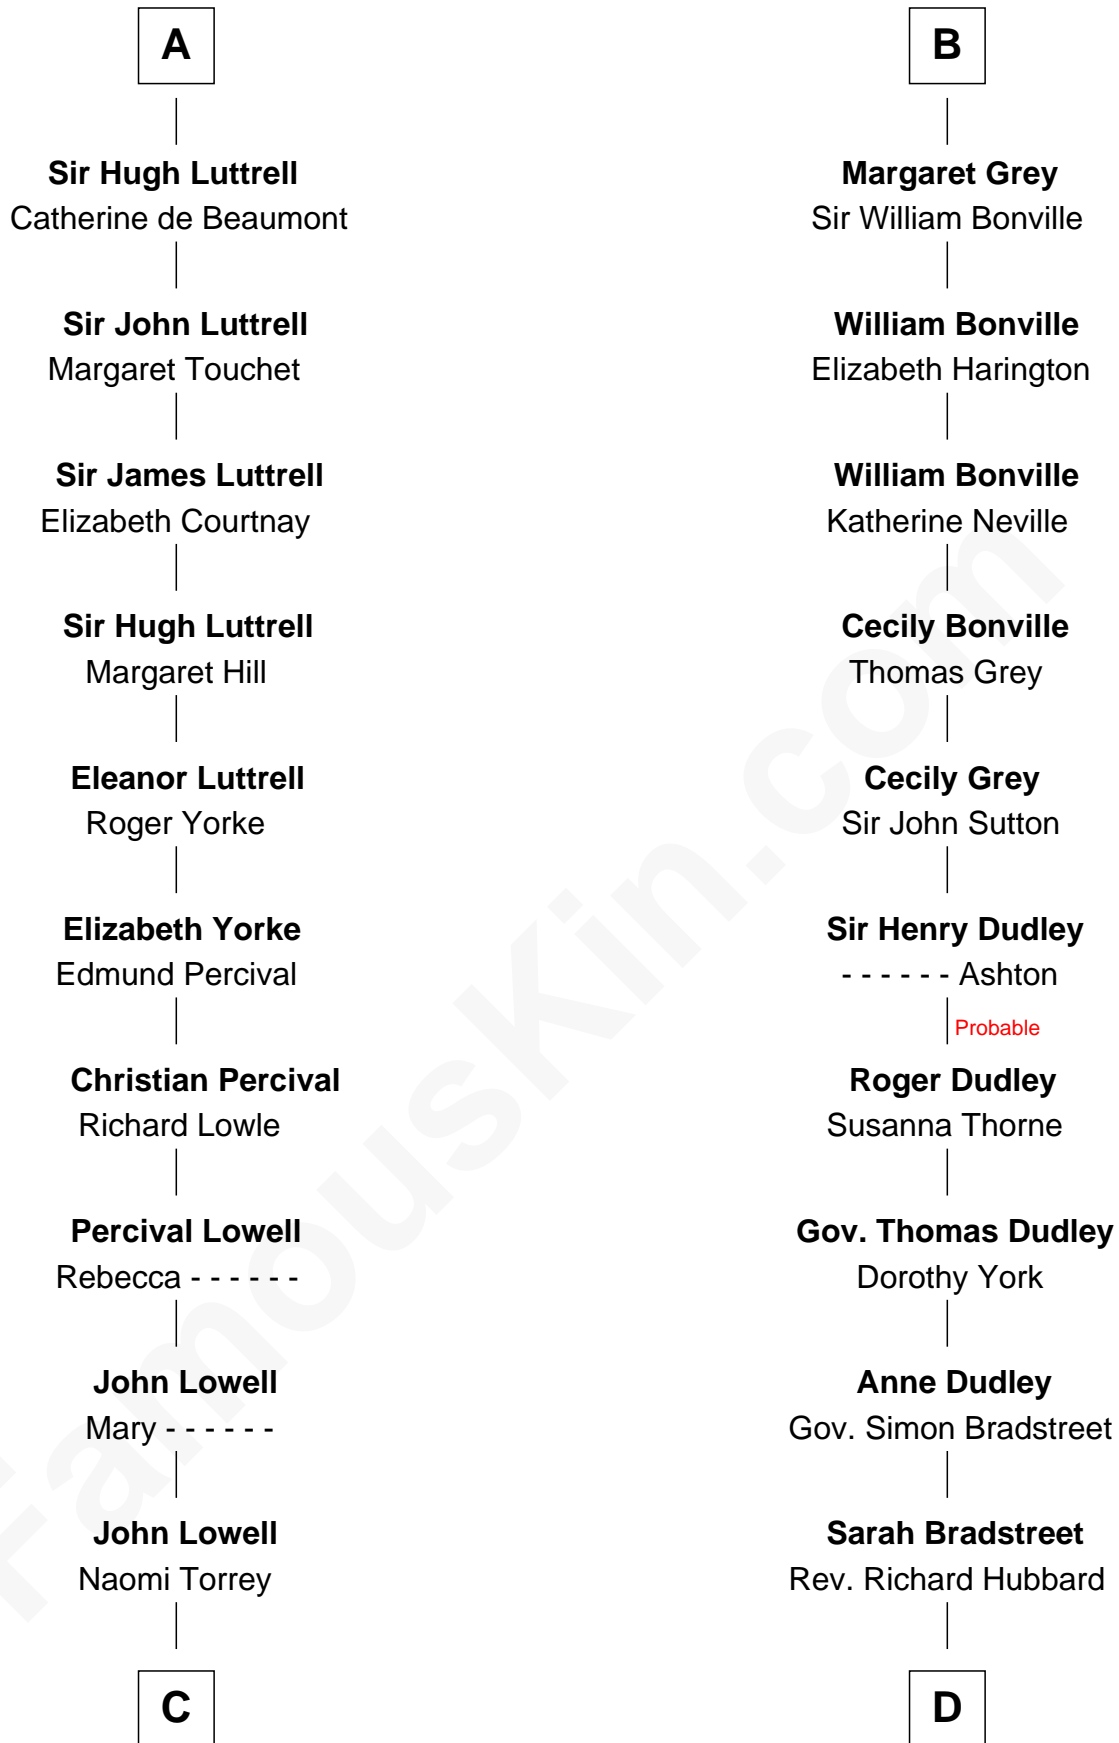 A
Sir Hugh Luttrell
Catherine de Beaumont
Sir John Luttrell
Margaret Touchet
Sir James Luttrell
Elizabeth Courtnay
Sir Hugh Luttrell
Margaret Hill
Eleanor Luttrell
Roger Yorke
Elizabeth Yorke
Edmund Percival
Christian Percival
Richard Lowle
Percival Lowell
Rebecca - - - - - -
John Lowell
Mary - - - - - -
John Lowell
Naomi Torrey
C
B
Margaret Grey
Sir William Bonville
William Bonville
Elizabeth Harington
William Bonville
Katherine Neville
Cecily Bonville
Thomas Grey
Cecily Grey
Sir John Sutton
Sir Henry Dudley
- - - - - - Ashton
Probable
Roger Dudley
Susanna Thorne
Gov. Thomas Dudley
Dorothy York
Anne Dudley
Gov. Simon Bradstreet
Sarah Bradstreet
Rev. Richard Hubbard
D
FamousKin.com